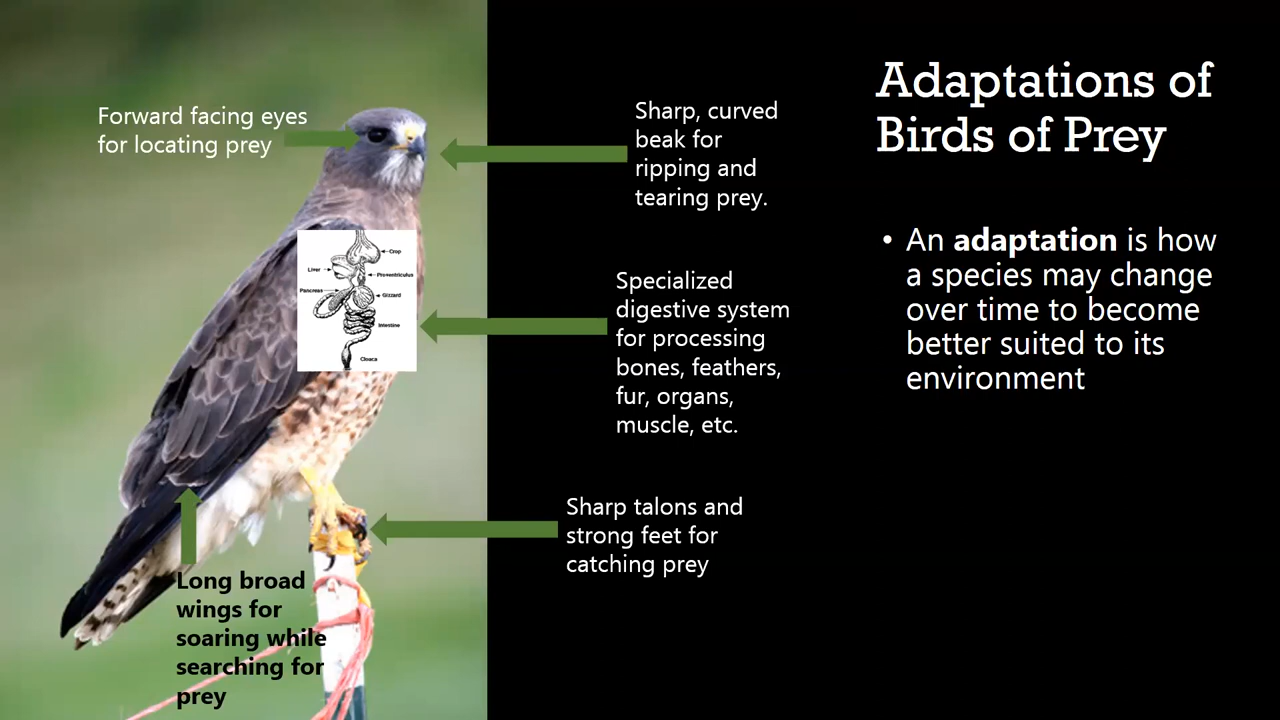 Adaptations of
Birds of Prey
• An adaptation is how
a species may change
over time to become
better suited to its
environment
Forward facing eyes
for locating prey
Sharp, curved
beak for
ripping and
tearing prey.
Crop
Liver
Proventriculus
Pancreas
Gizzard
Intestine
Cloaca
Specialized
digestive system
for processing
bones, feathers,
fur, organs,
muscle, etc.
Sharp talons and
strong feet for
catching prey
Long broad
wings for
soaring while
searching for
prey